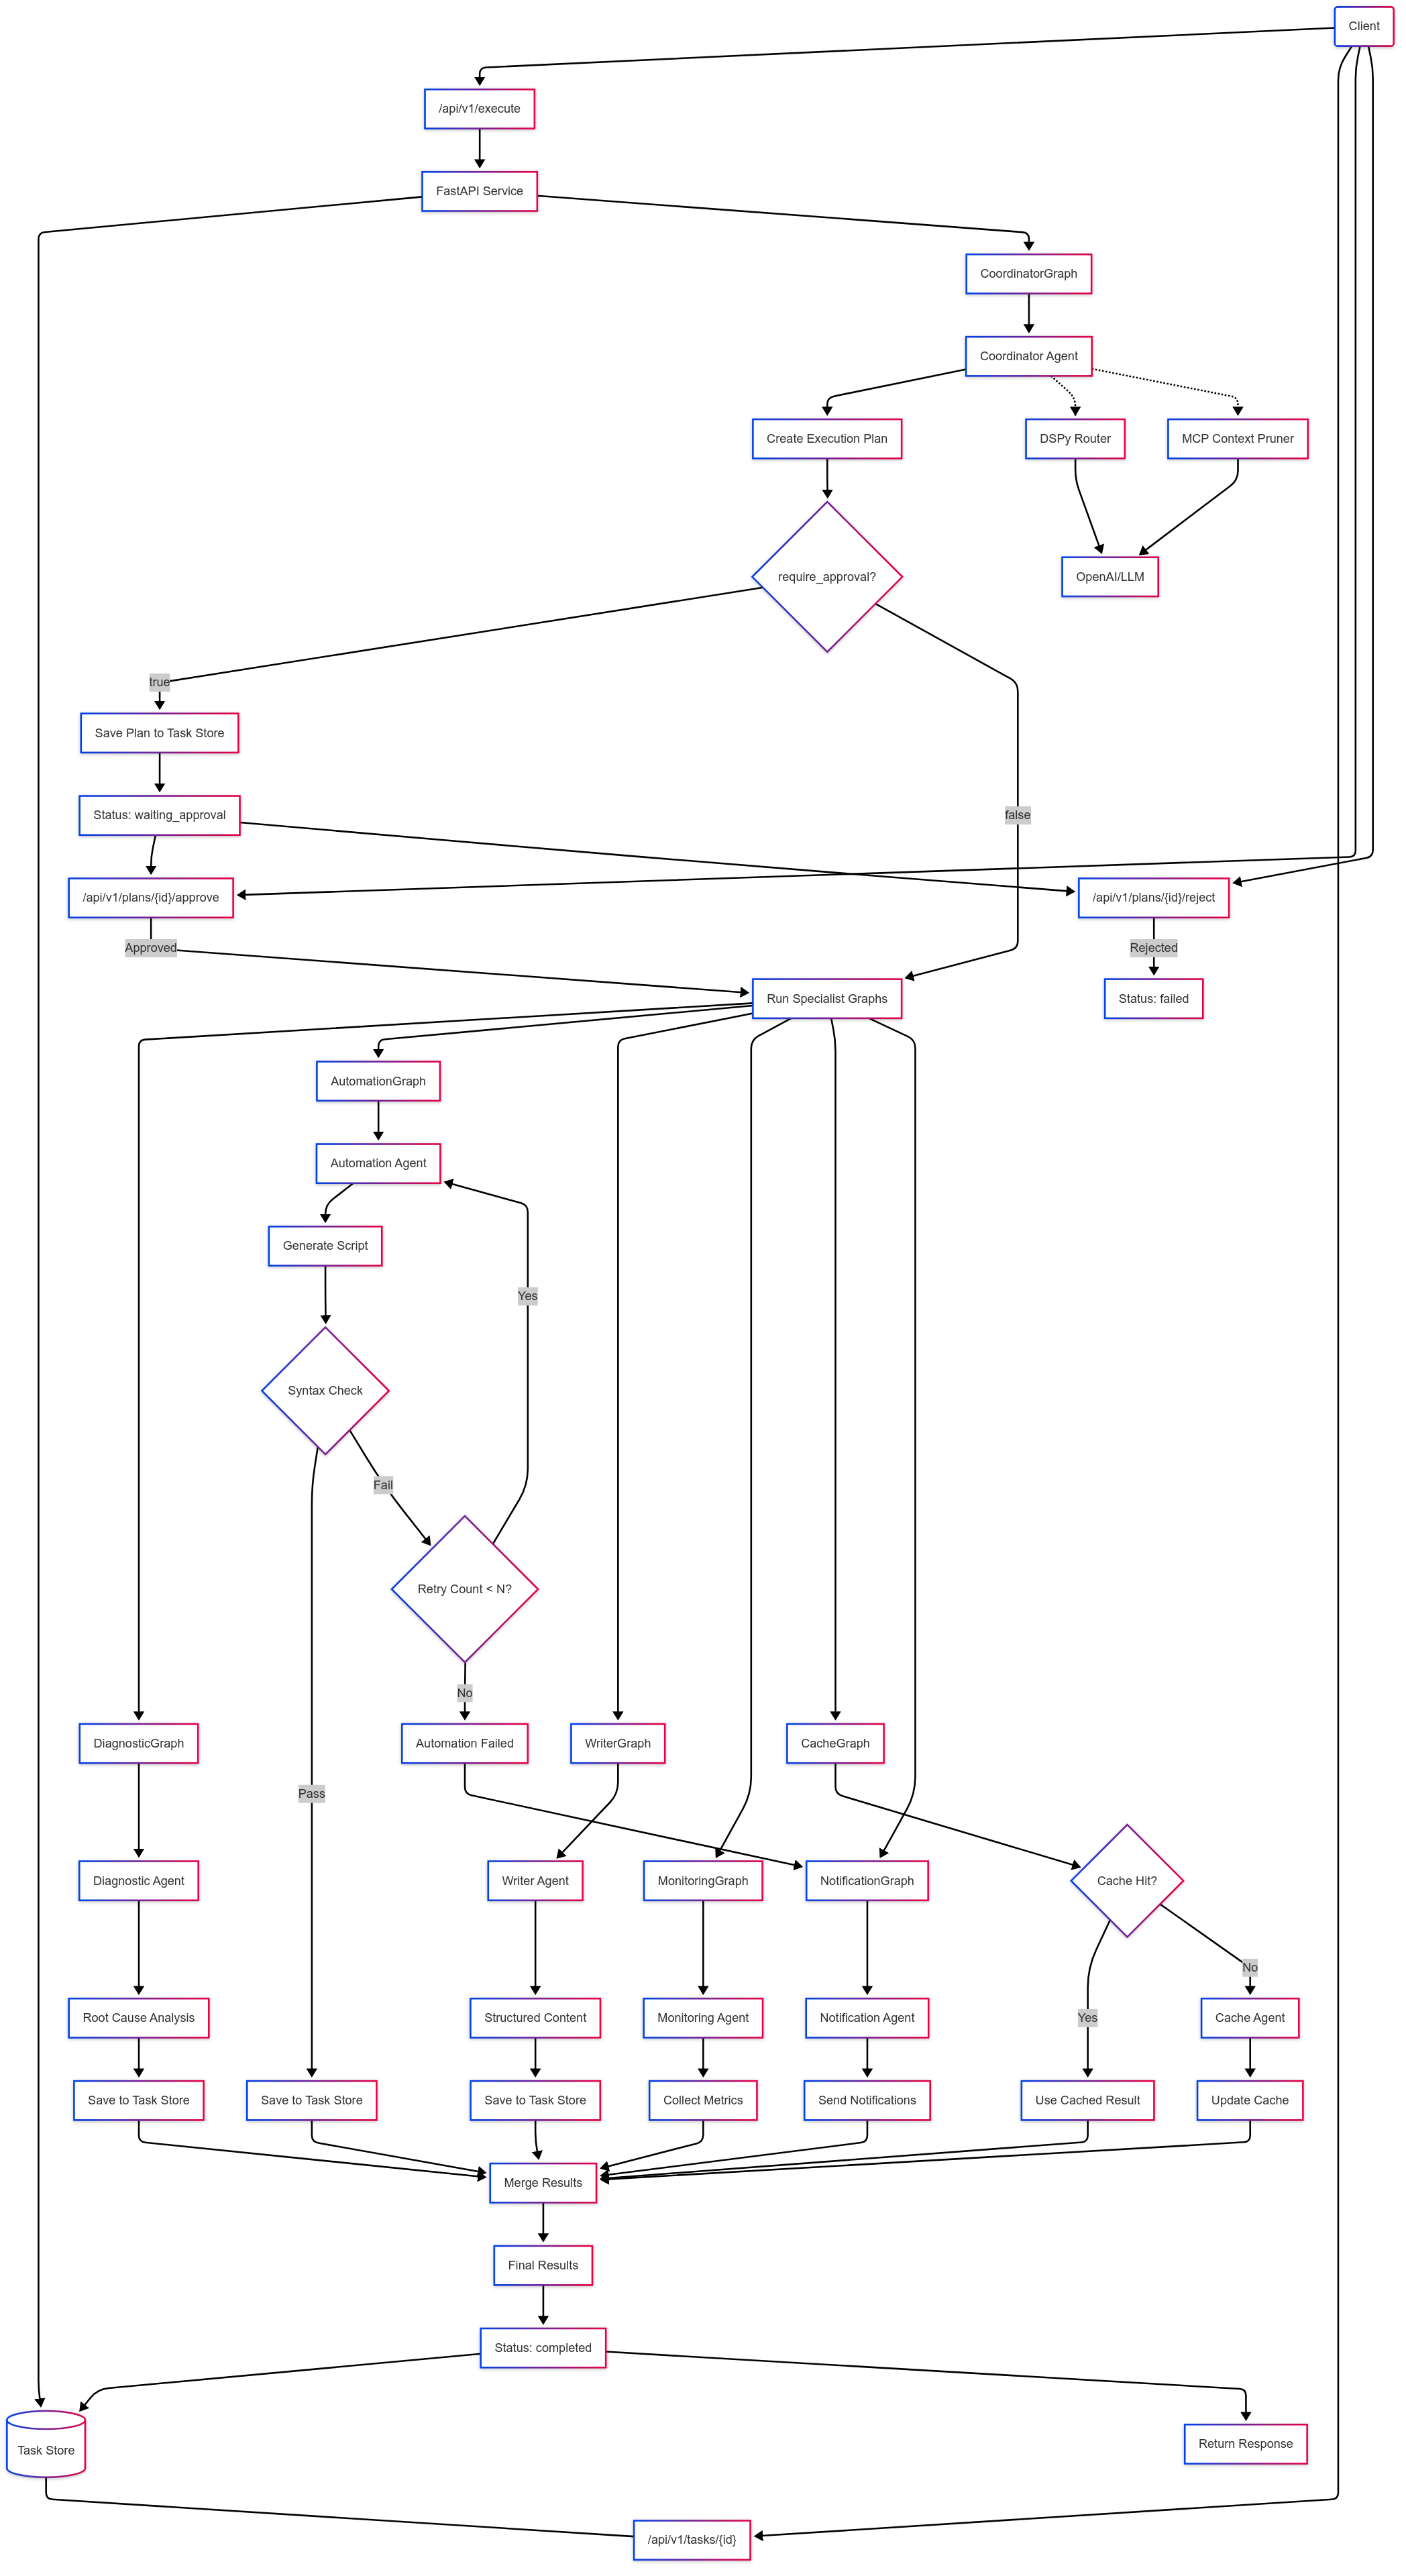 Client
/api/v1/execute
FastAPI Service
CoordinatorGraph
Coordinator Agent
Create Execution Plan
DSPy Router
MCP Context Pruner
require_approval?
OpenAI/LLM
true
Save Plan to Task Store
Status: waiting_approval
false
/api/v1/plans/{id}/approve
/api/v1/plans/{id}/reject
Approved
Rejected
Run Specialist Graphs
Status: failed
AutomationGraph
Automation Agent
Generate Script
Yes
Syntax Check
Fail
Retry Count < N?
No
DiagnosticGraph
Automation Failed
WriterGraph
CacheGraph
Pass
Diagnostic Agent
Writer Agent
MonitoringGraph
NotificationGraph
Cache Hit?
No
Root Cause Analysis
Structured Content
Monitoring Agent
Notification Agent
Yes
Cache Agent
Save to Task Store
Save to Task Store
Save to Task Store
Collect Metrics
Send Notifications
Use Cached Result
Update Cache
Merge Results
Final Results
Status: completed
Task Store
Return Response
/api/v1/tasks/{id}